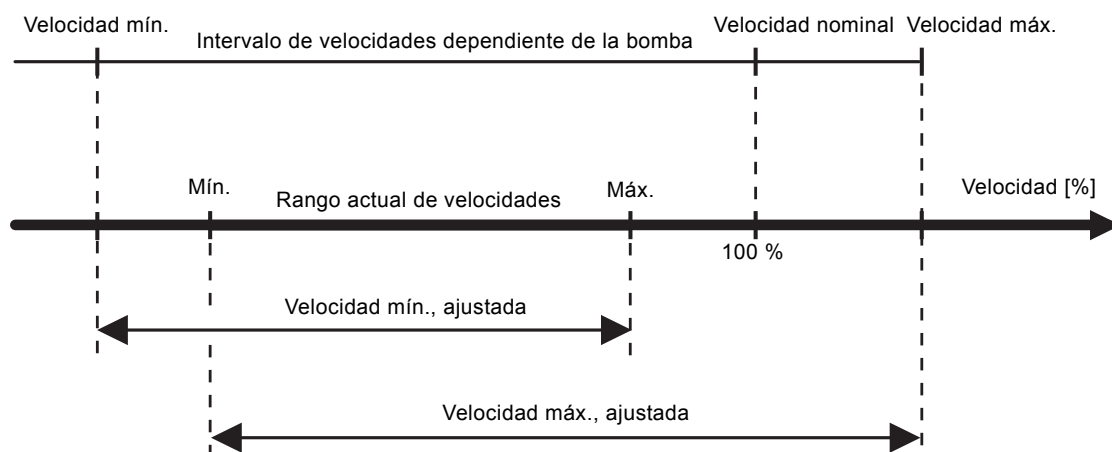 Velocidad mín.
Intervalo de velocidades dependiente de la bomba
Velocidad nominal
Velocidad máx.
Mín.
Rango actual de velocidades
Máx.
Velocidad [%]
100 %
Velocidad mín., ajustada
Velocidad máx., ajustada